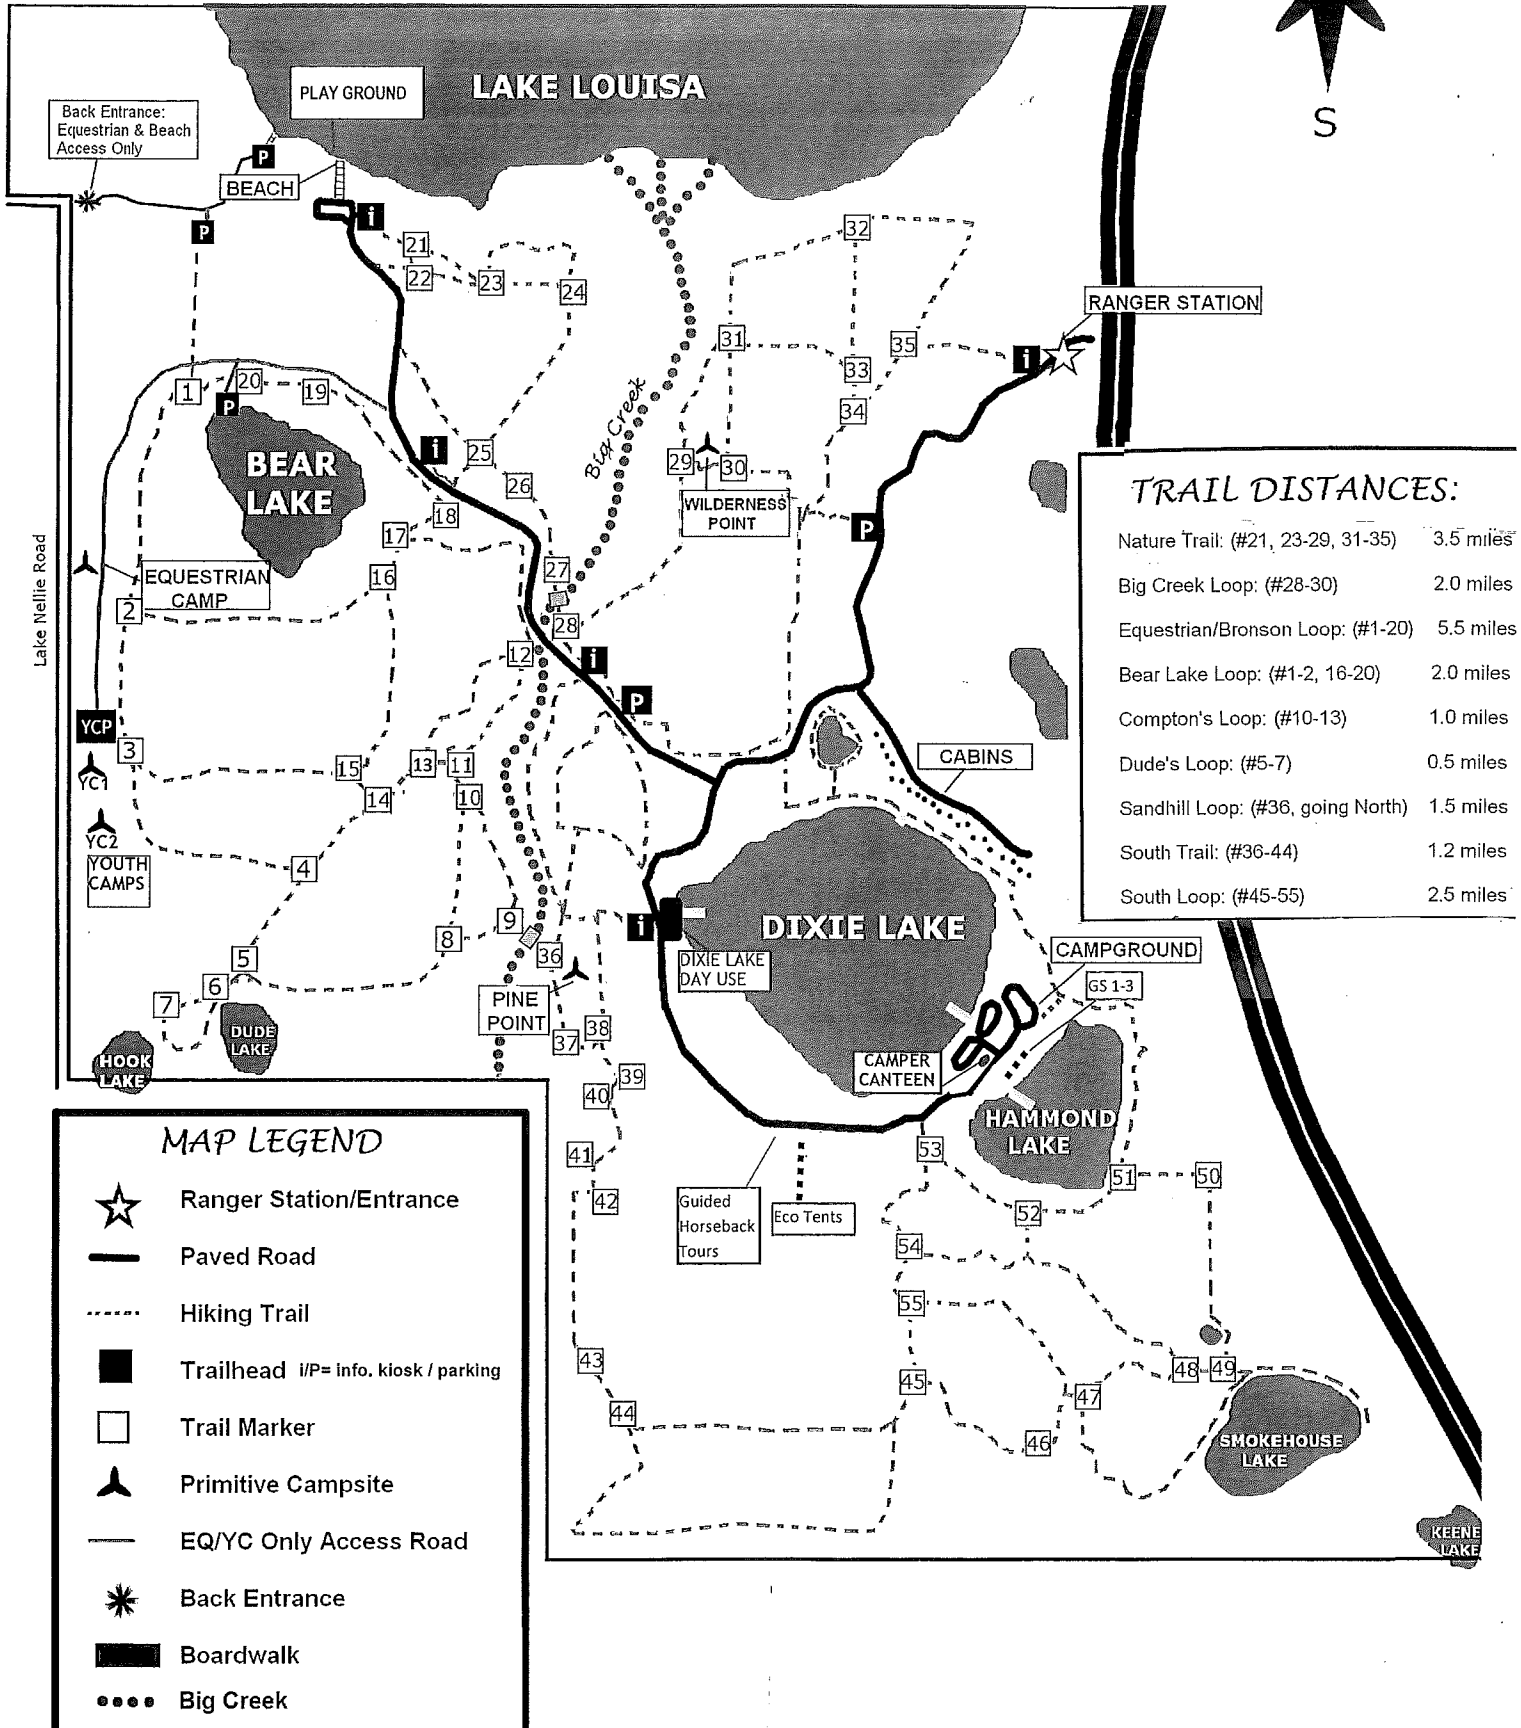 LAKE LOUISA
PLAY GROUND
Back Entrance:
Equestrian & Beach
Access Only
S
P
BEACH
i
P
21
22
23
24
32
RANGER STATION
31
35
i
33
34
1
20
19
P
BEAR
LAKE
i
25
26
18
17
Big Creek
29
30
WILDERNESS
POINT
P
TRAIL DISTANCES:
Nature Trail: (#21, 23-29, 31-35) 3.5 miles
Big Creek Loop: (#28-30) 2.0 miles
Equestrian/Bronson Loop: (#1-20) 5.5 miles
Bear Lake Loop: (#1-2, 16-20) 2.0 miles
Compton's Loop: (#10-13) 1.0 miles
Dude's Loop: (#5-7) 0.5 miles
Sandhill Loop: (#36, going North) 1.5 miles
South Trail: (#36-44) 1.2 miles
South Loop: (#45-55) 2.5 miles
Lake Nellie Road
EQUESTRIAN
CAMP
16
2
27
28
12
i
P
YCP
3
YC1
YC2
YOUTH
CAMPS
15
13
11
14
10
4
CABINS
9
8
36
i
DIXIE LAKE
DIXIE LAKE
DAY USE
CAMPGROUND
GS 1-3
5
6
7
DUDE
LAKE
HOOK
LAKE
PINE
POINT
37
38
39
40
41
42
CAMPER
CANTEEN
HAMMOND
LAKE
53
51
50
52
Guided
Horseback
Tours
Eco Tents
54
55
43
44
45
46
47
48
49
SMOKEHOUSE
LAKE
KEENE
LAKE
MAP LEGEND
Ranger Station/Entrance
Paved Road
Hiking Trail
Trailhead i/P= info. kiosk / parking
Trail Marker
Primitive Campsite
EQ/YC Only Access Road
Back Entrance
Boardwalk
Big Creek